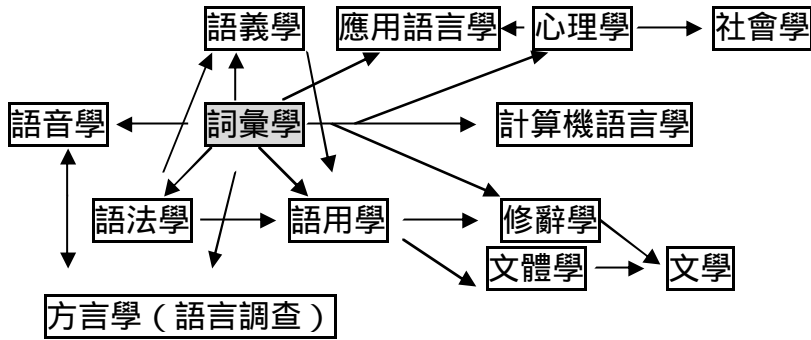 語義學 應用語言學 心理學 社會學
語音學 詞彙學 計算機語言學
語法學 語用學 修辭學
文體學 文學
方言學（語言調查）